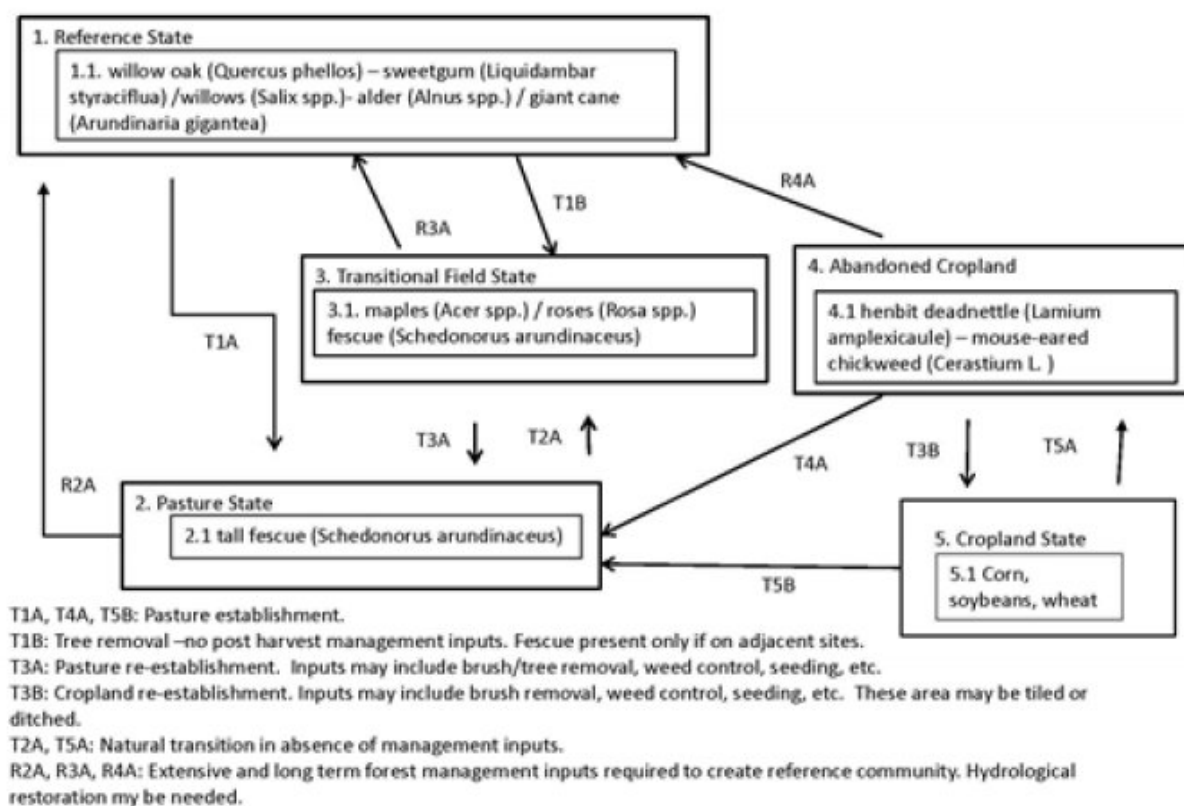 1. Reference State
1.1. willow oak (Quercus phellos) – sweetgum (Liquidambar
styraciflua) /willows (Salix spp.)- alder (Alnus spp.) / giant cane
(Arundinaria gigantea)
R4A
T1B
R3A
3. Transitional Field State
3.1. maples (Acer spp.) / roses (Rosa spp.)
fescue (Schedonorus arundinaceus)
4. Abandoned Cropland
4.1 henbit deadnettle (Lamium
amplexicaule) – mouse-eared
chickweed (Cerastium L. )
T1A
T3A
T2A
T4A
T3B
T5A
R2A
2. Pasture State
2.1 tall fescue (Schedonorus arundinaceus)
5. Cropland State
5.1 Corn,
soybeans, wheat
T5B
T1A, T4A, T5B: Pasture establishment.
T1B: Tree removal –no post harvest management inputs. Fescue present only if on adjacent sites.
T3A: Pasture re-establishment.  Inputs may include brush/tree removal, weed control, seeding, etc.
T3B: Cropland re-establishment. Inputs may include brush removal, weed control, seeding, etc.  These area may be tiled or
ditched.
T2A, T5A: Natural transition in absence of management inputs.
R2A, R3A, R4A: Extensive and long term forest management inputs required to create reference community. Hydrological
restoration my be needed.